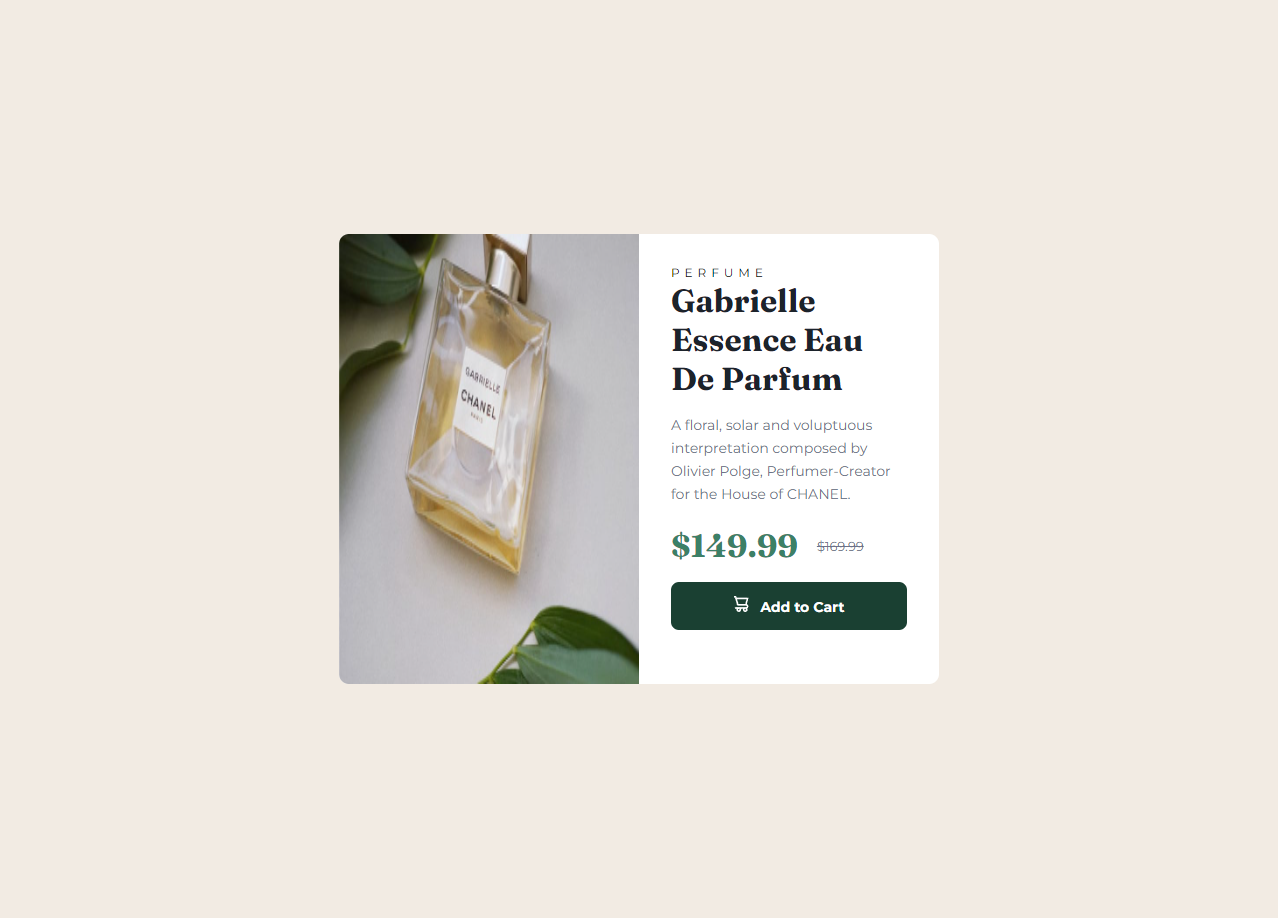 GABRIELLE
CHANEL
PARIS
PERFUME
Gabrielle
Essence Eau
De Parfum
A floral, solar and voluptuous
interpretation composed by
Olivier Polge, Perfumer-Creator
for the House of CHANEL.
$149.99 $169.99
Add to Cart